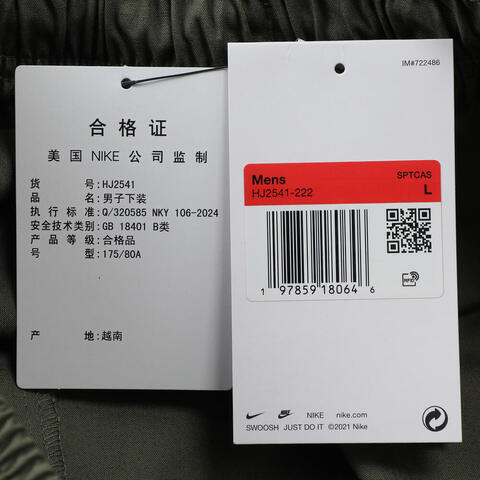 合格证
美国 NIKE 公司监制
货 号:HJ2541
品 名:男子下装
执行标准:Q/320585 NKY 106-2024
安全技术类别:GB 18401 B类
产品等级:合格品
号 型:175/80A
产 地:越南
IM#722486
Mens SPTCAS
HJ2541-222 L
1 97859 18064 6
RFID
NIKE nike.com
SWOOSH JUST DO IT ©2021 Nike